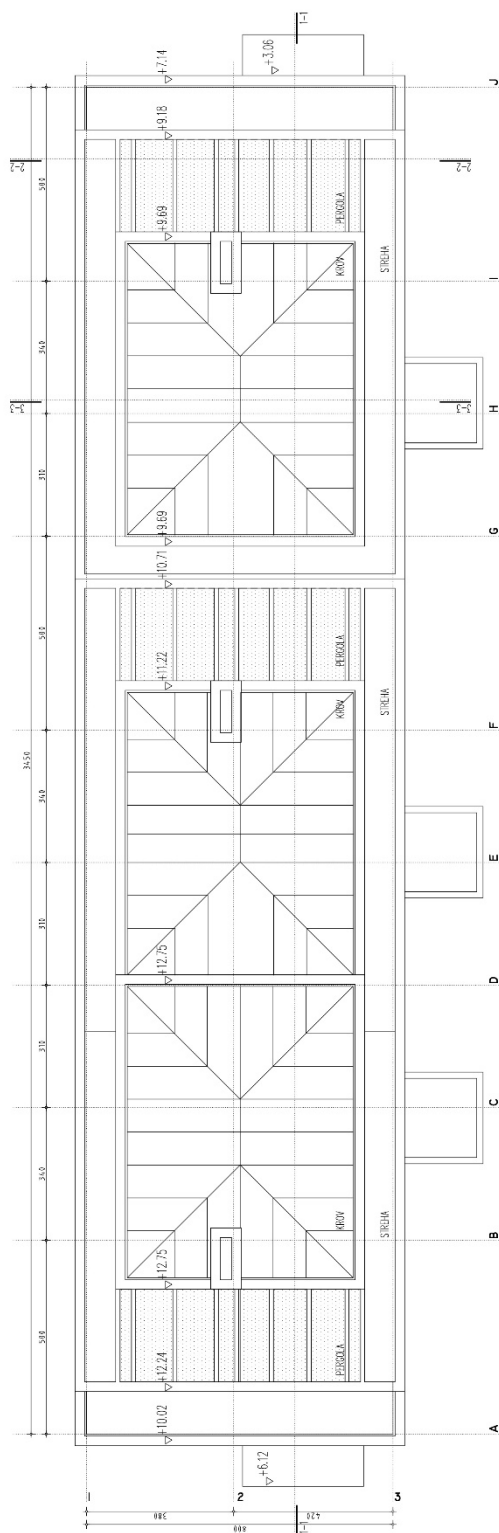 3450
500
340
310
310
340
500
310
340
500
2-2
3-3
1
380
800
+10.02
+12.24
+12.75
+12.75
+11.22
+10.71
+9.69
+9.69
+9.18
+7.14
2
+6.12
+3.06
1-1
1-1
420
PERGOLA
KROV
KROV
PERGOLA
KROV
PERGOLA
STREHA
STREHA
STREHA
3
3-3
2-2
A
B
C
D
E
F
G
H
I
J